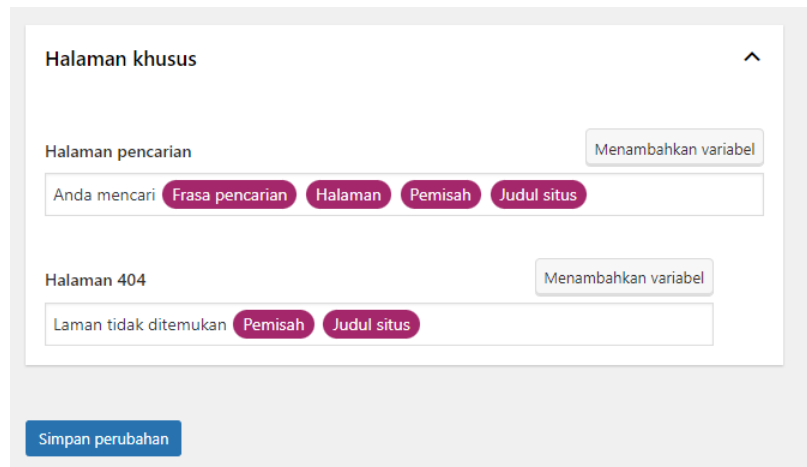 Halaman khusus
Halaman pencarian
Menambahkan variabel
Anda mencari Frasa pencarian Halaman Pemisah Judul situs
Halaman 404
Menambahkan variabel
Laman tidak ditemukan Pemisah Judul situs
Simpan perubahan